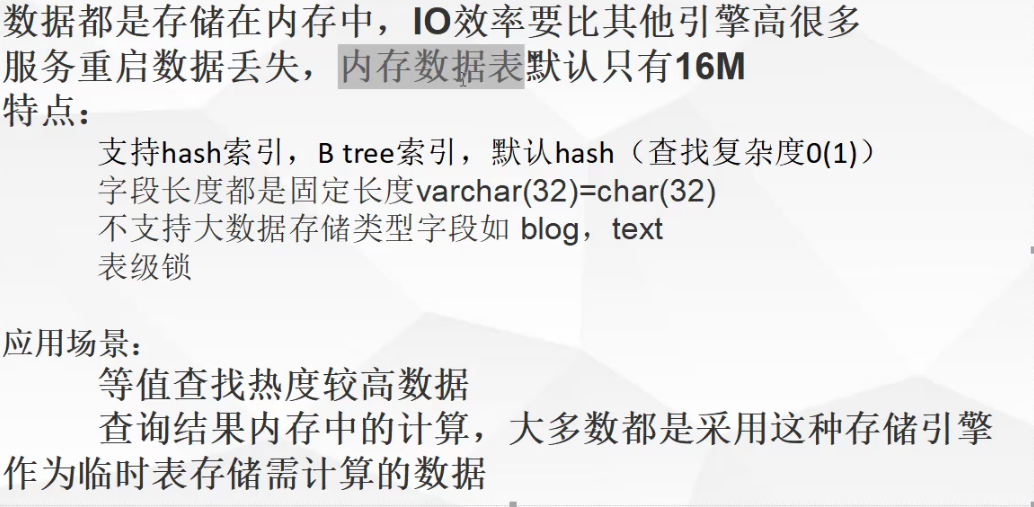 数据都是存储在内存中，IO效率要比其他引擎高很多
服务重启数据丢失，内存数据表默认只有16M
特点：
支持hash索引，B tree索引，默认hash（查找复杂度0(1)）
字段长度都是固定长度varchar(32)=char(32)
不支持大数据存储类型字段如 blog，text
表级锁
应用场景：
等值查找热度较高数据
查询结果内存中的计算，大多数都是采用这种存储引擎
作为临时表存储需计算的数据